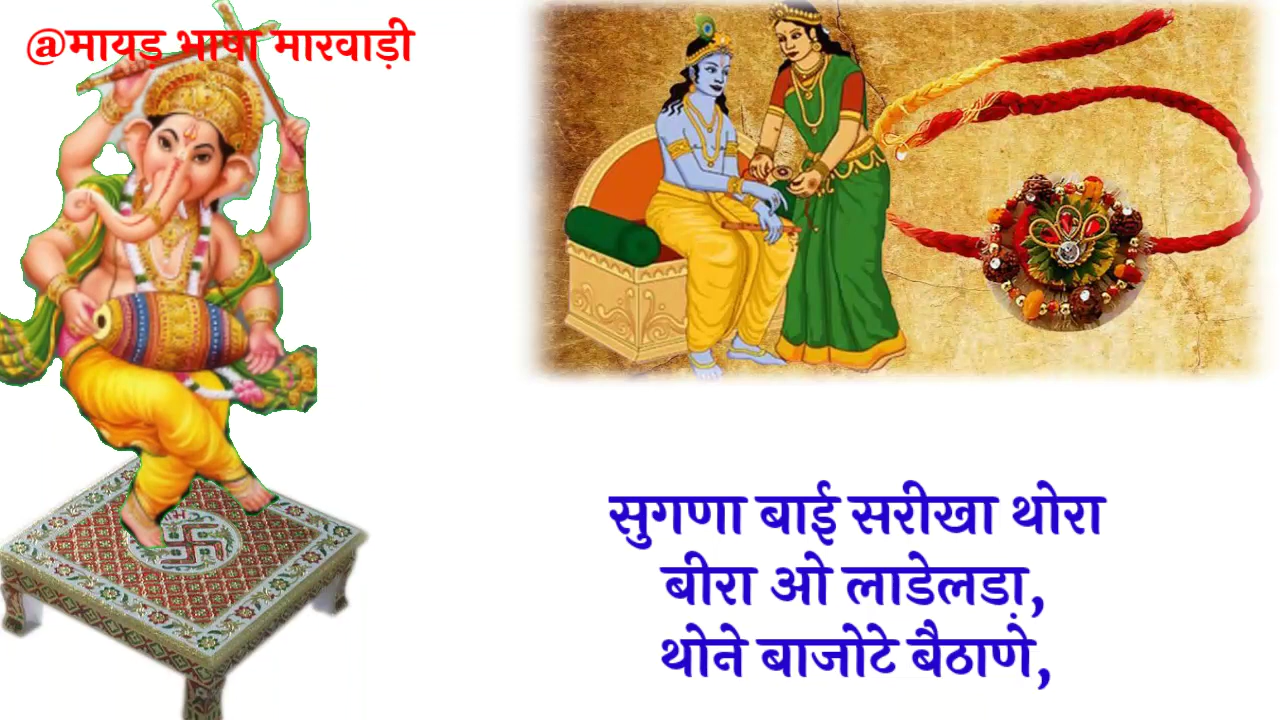 @मायड़ भाषा मारवाड़ी
सुगणा बाई सरीखा थोरा
बीरा ओ लाडेलडा़,
थोने बाजोटे बैठाणे,